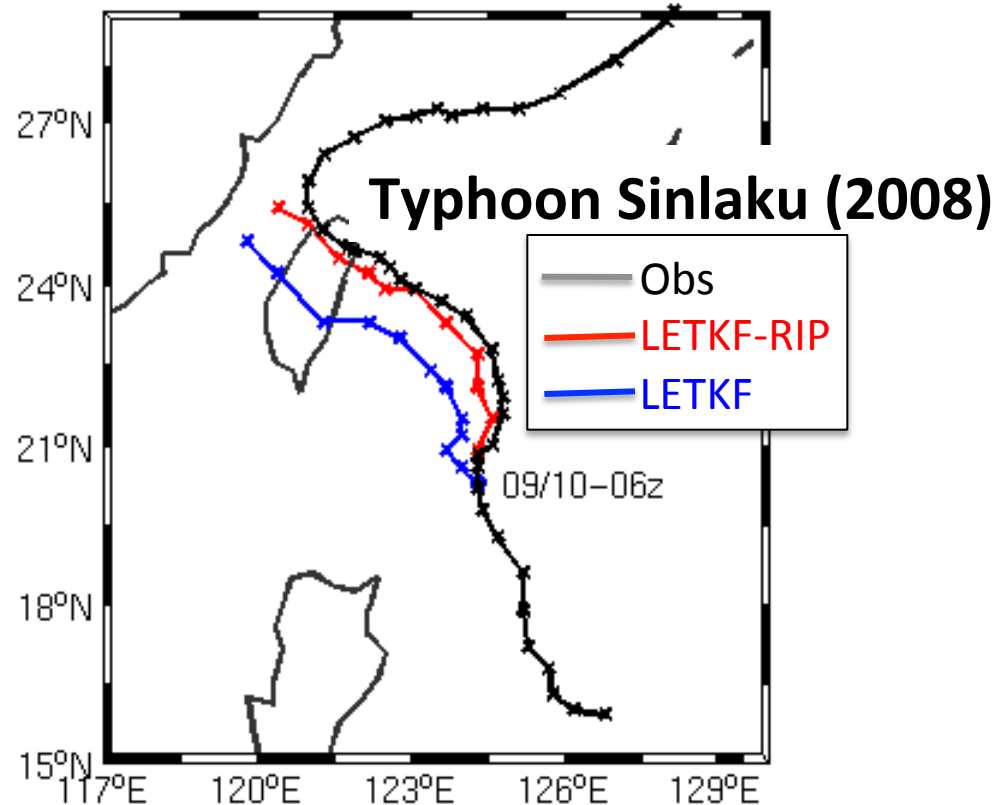 27ºN
Typhoon Sinlaku (2008)
Obs
24ºN
LETKF-RIP
LETKF
21ºN
09/10-06z
18ºN
15ºN
117ºE 120ºE 123ºE 126ºE 129ºE